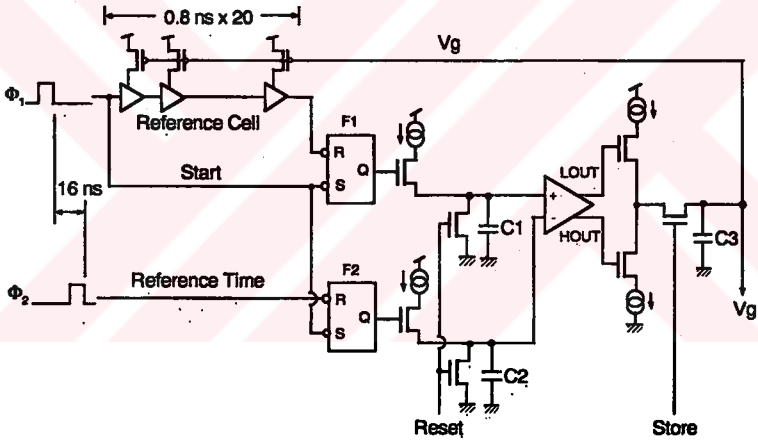 0.8 ns x 20
Vg
Φ1
Reference Cell
F1
R
S
Q
Start
16 ns
LOUT
HOUT
+
-
C1
C3
Φ2
Reference Time
F2
R
S
Q
C2
Vg
Reset
Store